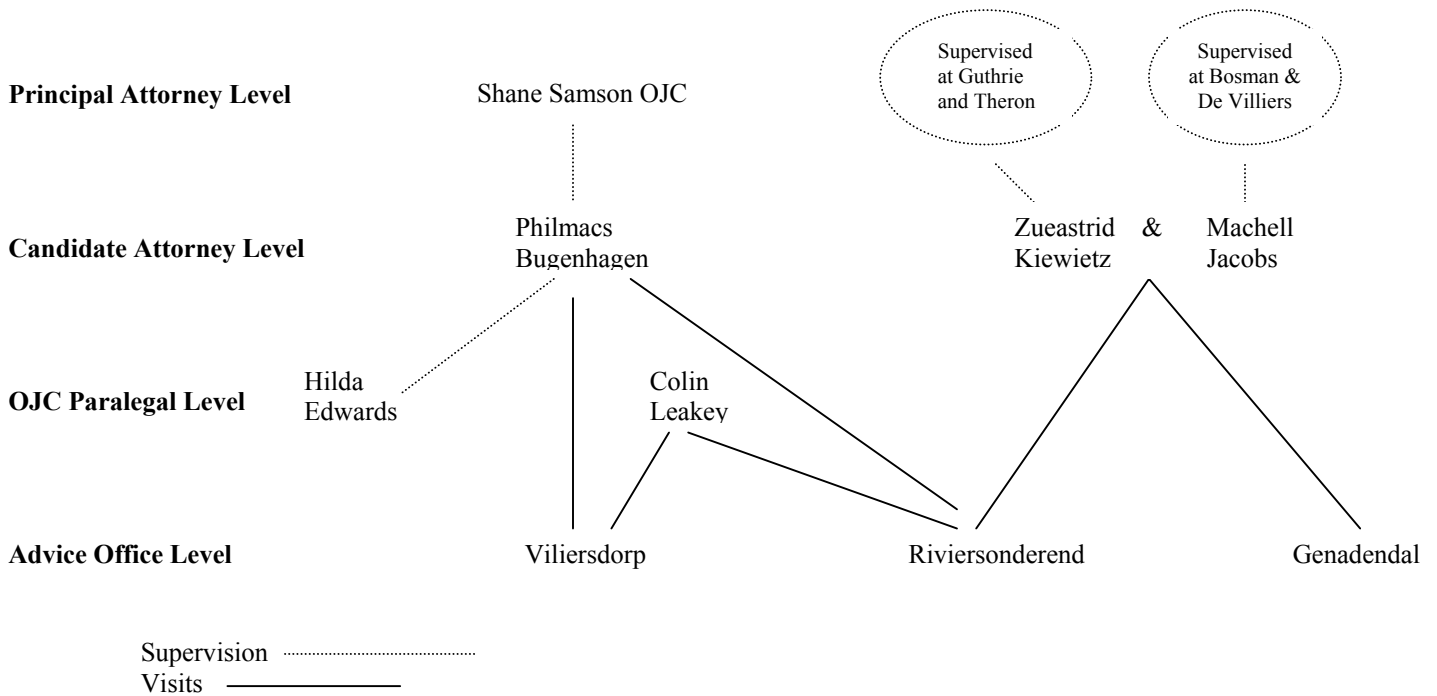 Supervised
at Guthrie
and Theron
Supervised
at Bosman &
De Villiers
Principal Attorney Level
Shane Samson OJC
Candidate Attorney Level
Philmacs
Bugenhagen
Zueastrid & Machell
Kiewietz Jacobs
OJC Paralegal Level
Hilda
Edwards
Colin
Leakey
Advice Office Level
Viliersdorp
Riviersonderend
Genadendal
Supervision
Visits